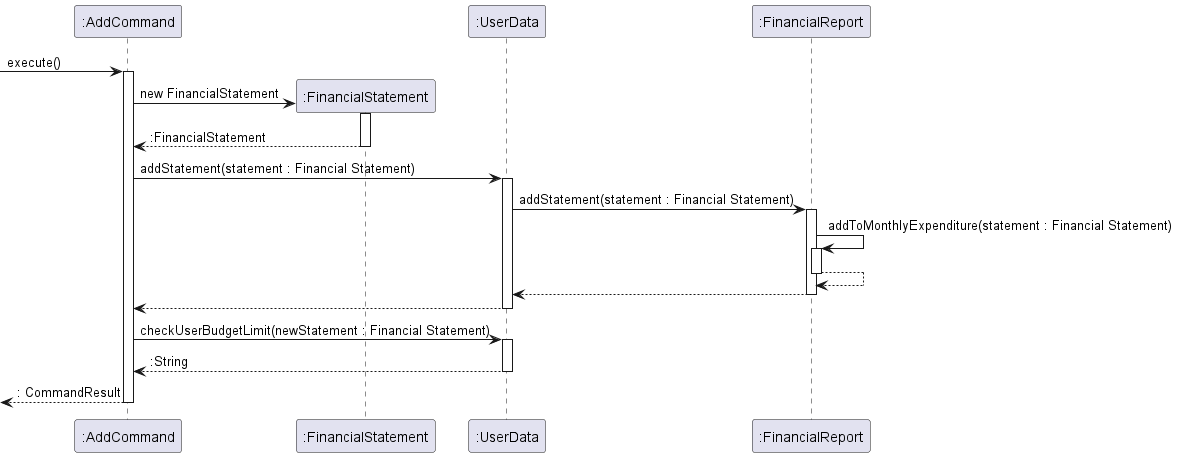 :AddCommand
:UserData
:FinancialReport
execute()
new FinancialStatement
:FinancialStatement
:FinancialStatement
addStatement(statement : Financial Statement)
addStatement(statement : Financial Statement)
addToMonthlyExpenditure(statement : Financial Statement)
checkUserBudgetLimit(newStatement : Financial Statement)
:String
: CommandResult
:AddCommand
:FinancialStatement
:UserData
:FinancialReport